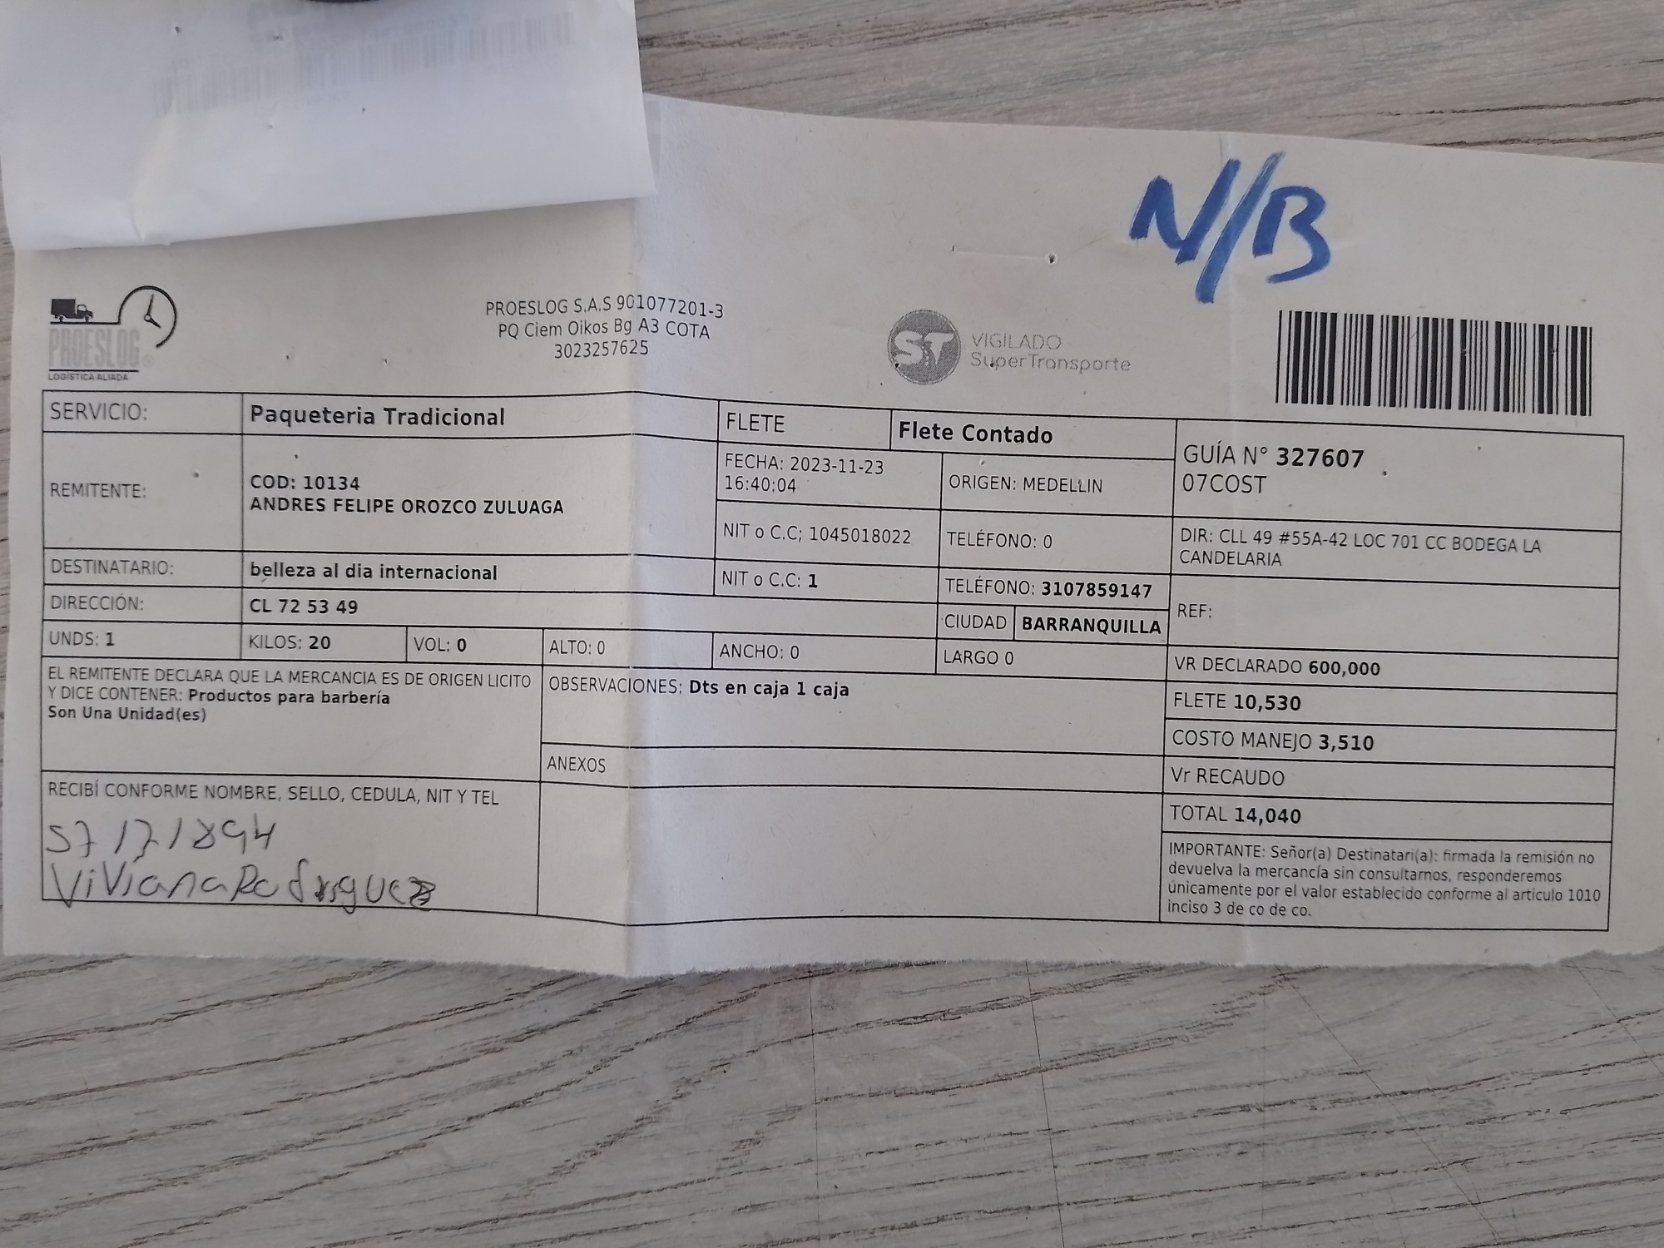 N/B
PROESLOG
LOGÍSTICA ALIADA
PROESLOG S.A.S 901077201-3
PQ Ciem Oikos Bg A3 COTA
3023257625
ST VIGILADO
SuperTransporte
SERVICIO: Paqueteria Tradicional FLETE Flete Contado
GUÍA N° 327607
07COST
REMITENTE: COD: 10134
ANDRES FELIPE OROZCO ZULUAGA
FECHA: 2023-11-23
16:40:04
ORIGEN: MEDELLIN
NIT o C.C; 1045018022 TELÉFONO: 0
DIR: CLL 49 #55A-42 LOC 701 CC BODEGA LA
CANDELARIA
DESTINATARIO: belleza al dia internacional NIT o C.C: 1 TELÉFONO: 3107859147
REF:
DIRECCIÓN: CL 72 53 49 CIUDAD BARRANQUILLA
UNDS: 1 KILOS: 20 VOL: 0 ALTO: 0 ANCHO: 0 LARGO 0 VR DECLARADO 600,000
EL REMITENTE DECLARA QUE LA MERCANCIA ES DE ORIGEN LICITO
Y DICE CONTENER: Productos para barbería
Son Una Unidad(es)
OBSERVACIONES: Dts en caja 1 caja
FLETE 10,530
COSTO MANEJO 3,510
ANEXOS
Vr RECAUDO
TOTAL 14,040
RECIBÍ CONFORME NOMBRE, SELLO, CEDULA, NIT Y TEL
57171894
Viviana Rodriguez
IMPORTANTE: Señor(a) Destinatari(a): firmada la remisión no
devuelva la mercancía sin consultarnos, responderemos
únicamente por el valor establecido conforme al articulo 1010
inciso 3 de co de co.